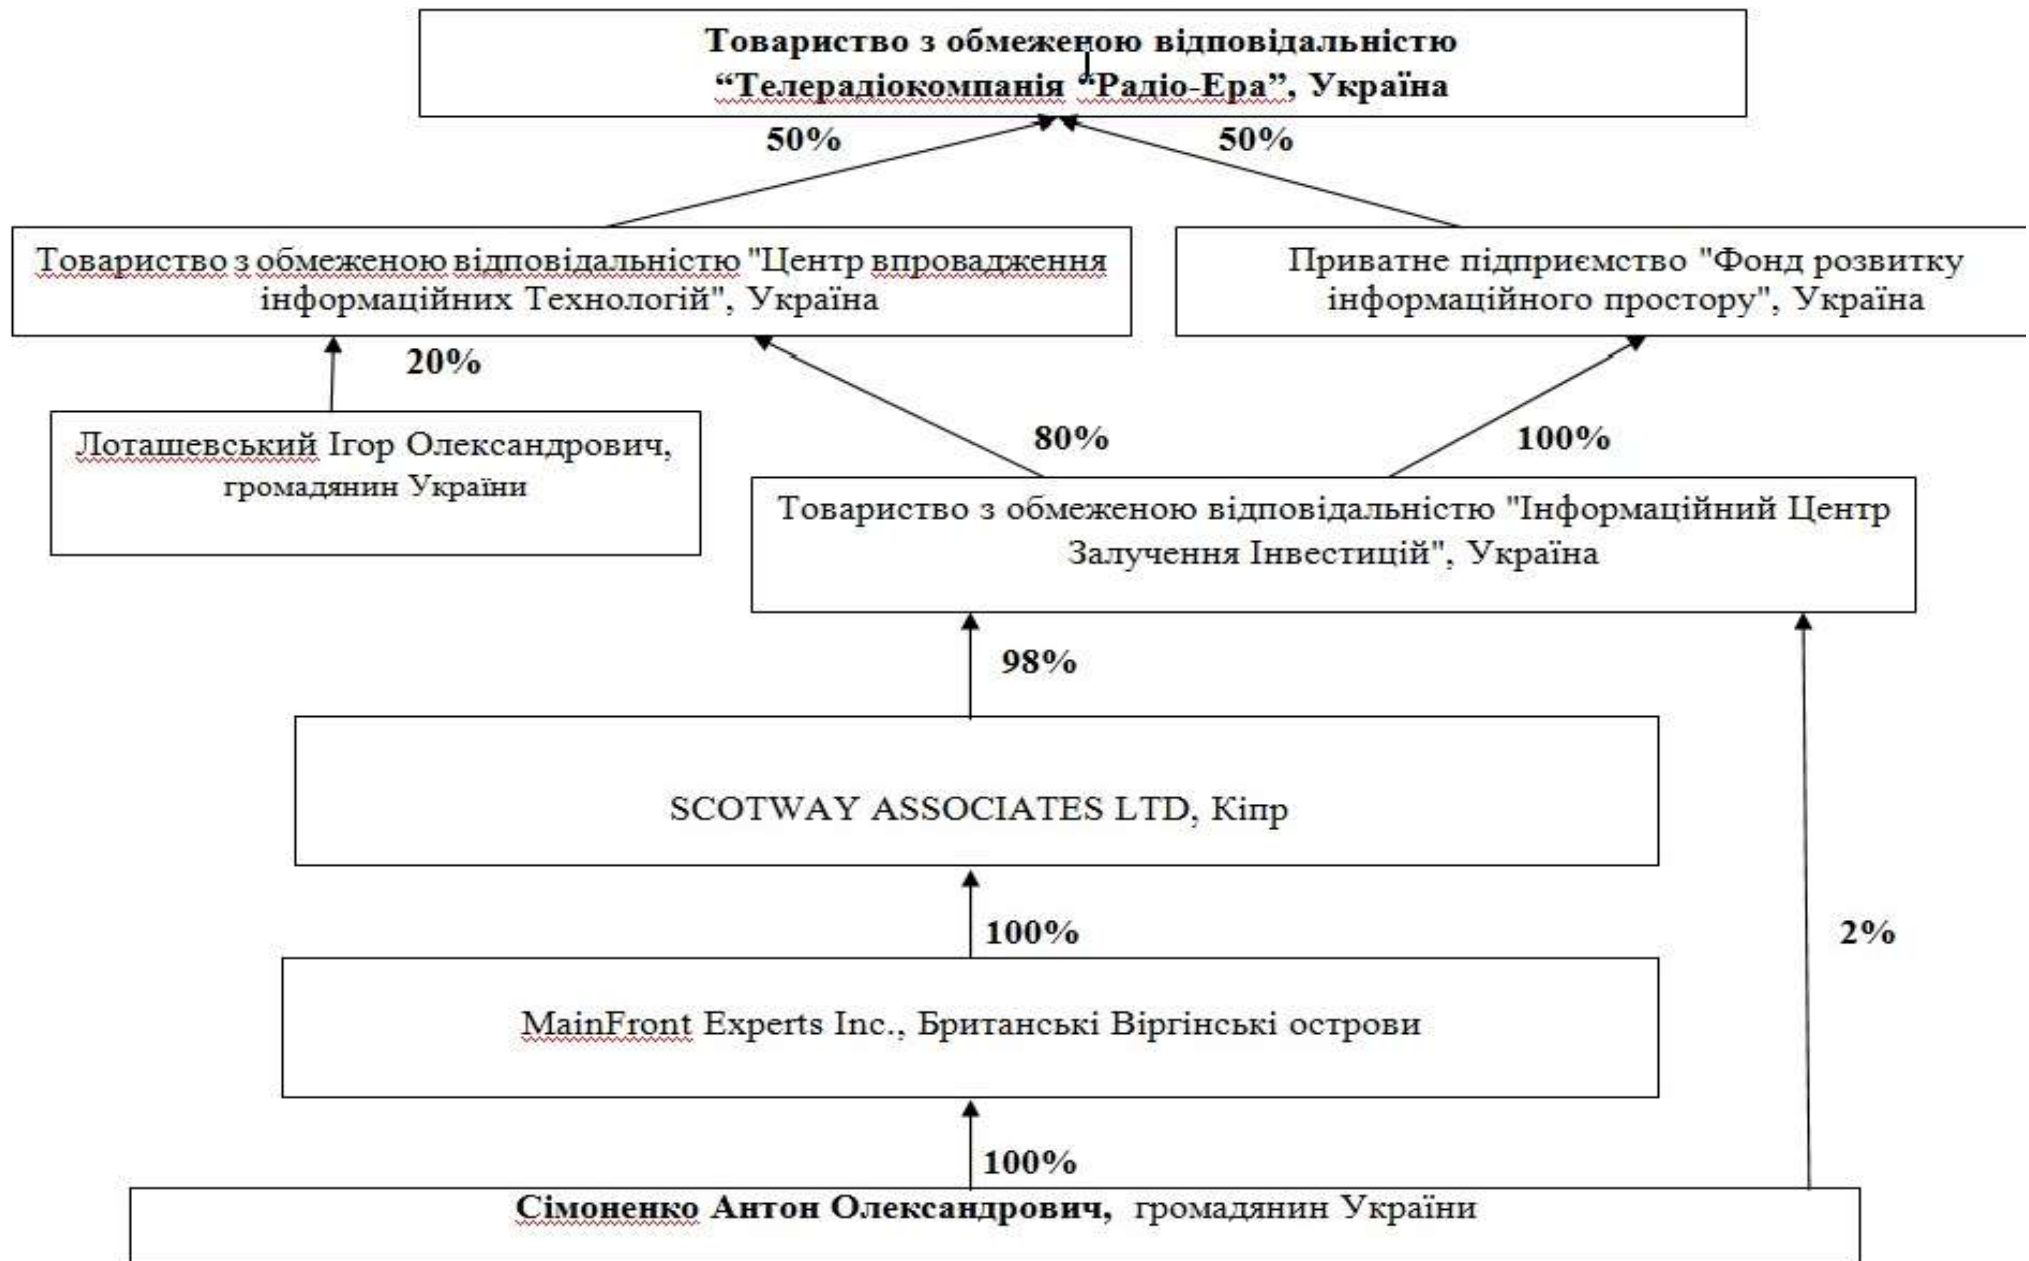 Товариство з обмеженою відповідальністю
“Телерадіокомпанія “Радіо-Ера”, Україна
50%
50%
Товариство з обмеженою відповідальністю "Центр впровадження
інформаційних Технологій", Україна
Приватне підприємство "Фонд розвитку
інформаційного простору", Україна
20%
80%
100%
Лоташевський Ігор Олександрович,
громадянин України
Товариство з обмеженою відповідальністю "Інформаційний Центр
Залучення Інвестицій", Україна
98%
SCOTWAY ASSOCIATES LTD, Кіпр
100%
2%
MainFront Experts Inc., Британські Віргінські острови
100%
Сімоненко Антон Олександрович, громадянин України